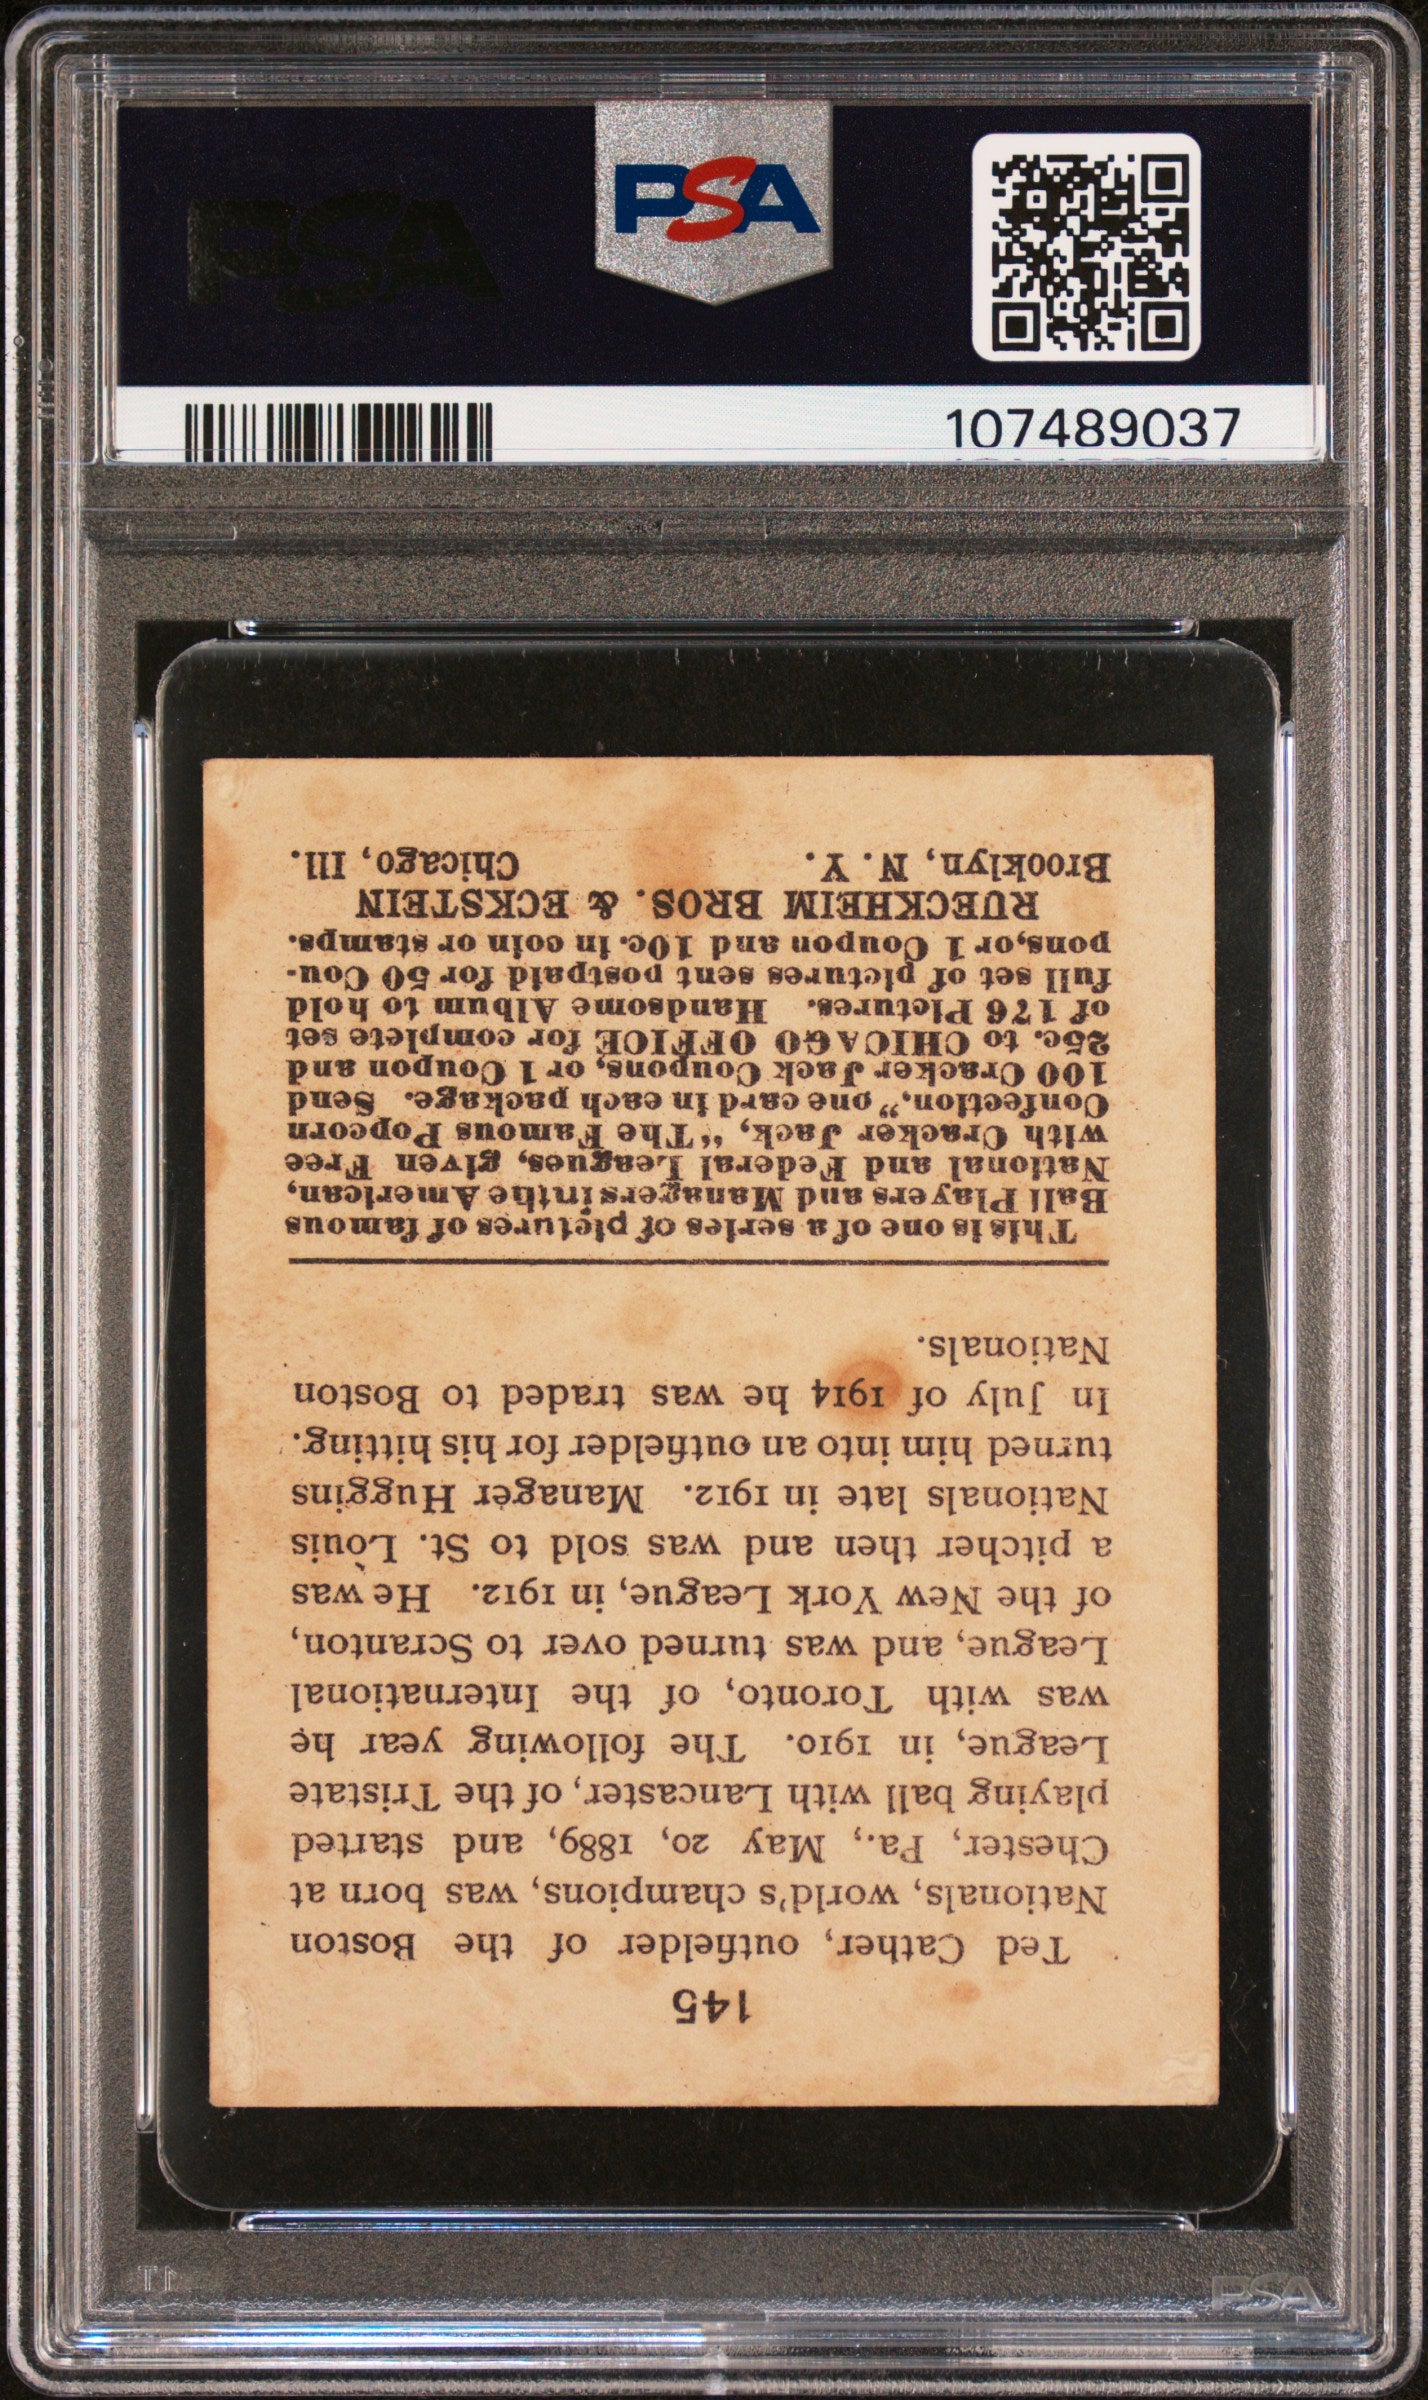 PSA
PSA
107489037
145
Ted Cather, outfielder of the Boston
Nationals, world's champions, was born at
Chester, Pa., May 20, 1889, and started
playing ball with Lancaster, of the Tristate
League, in 1910. The following year he
was with Toronto, of the International
League, and was turned over to Scranton,
of the New York League, in 1912. He was
a pitcher then and was sold to St. Louis
Nationals late in 1912. Manager Huggins
turned him into an outfielder for his hitting.
In July of 1914 he was traded to Boston
Nationals.
This is one of a series of pictures of famous
Ball Players and Managers in the American,
National and Federal Leagues, given Free
with Cracker Jack, "The Famous Popcorn
Confection," one card in each package. Send
100 Cracker Jack Coupons, or 1 Coupon and
25c. to CHICAGO OFFICE for complete set
of 176 Pictures. Handsome Album to hold
full set of pictures sent postpaid for 50 Cou-
pons, or 1 Coupon and 10c. in coin or stamps.
RUECKHEIM BROS. & ECKSTEIN
Brooklyn, N. Y. Chicago, Ill.
PSA